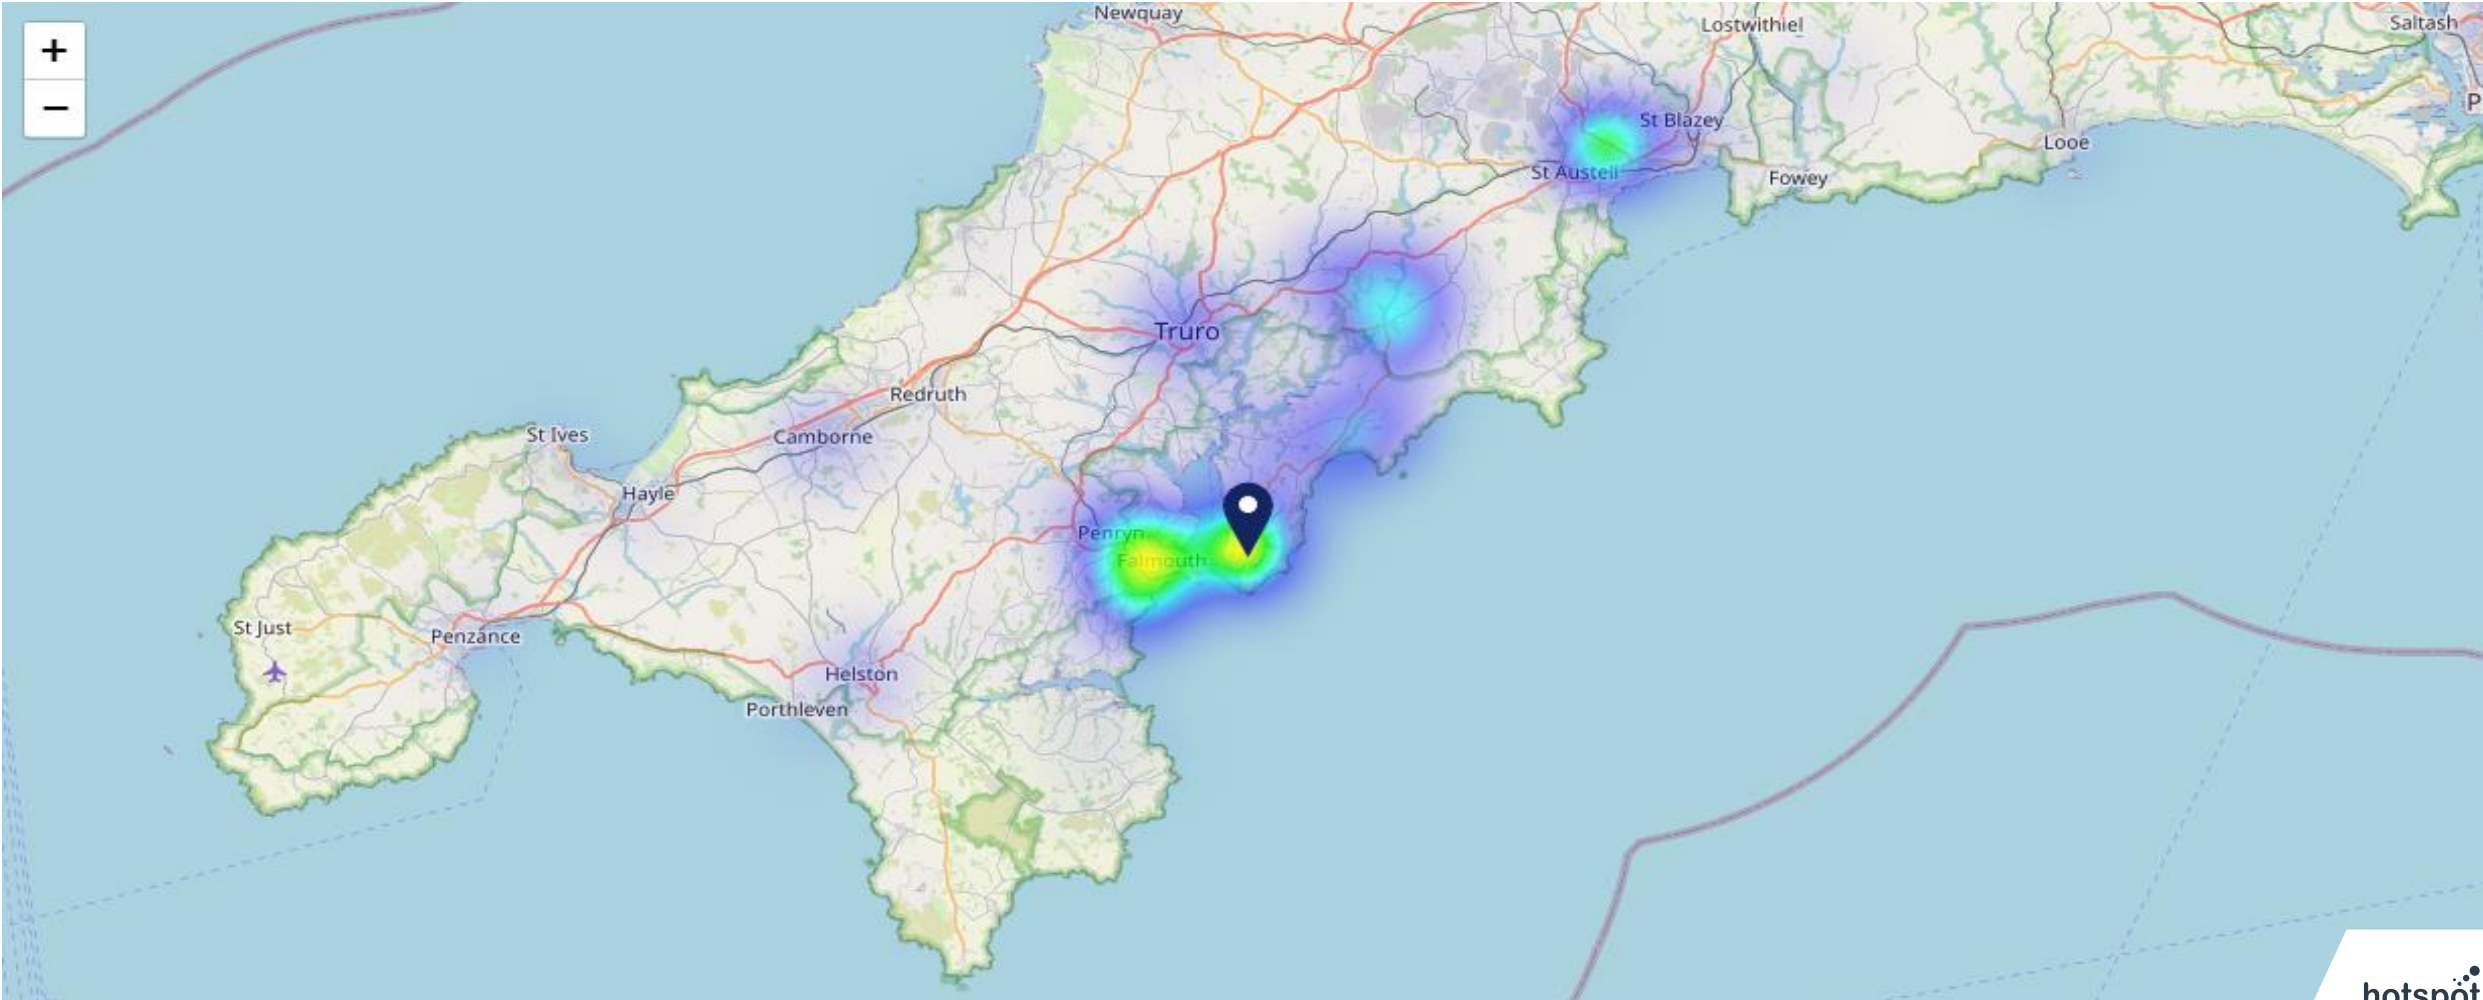 Newquay
Lostwithiel
Saltash
+
−
P
St Blazey
Looe
St Austell
Fowey
Truro
Redruth
St Ives
Camborne
Hayle
Penryn
Falmouth
St Just
Penzance
Helston
Porthleven
hotspot